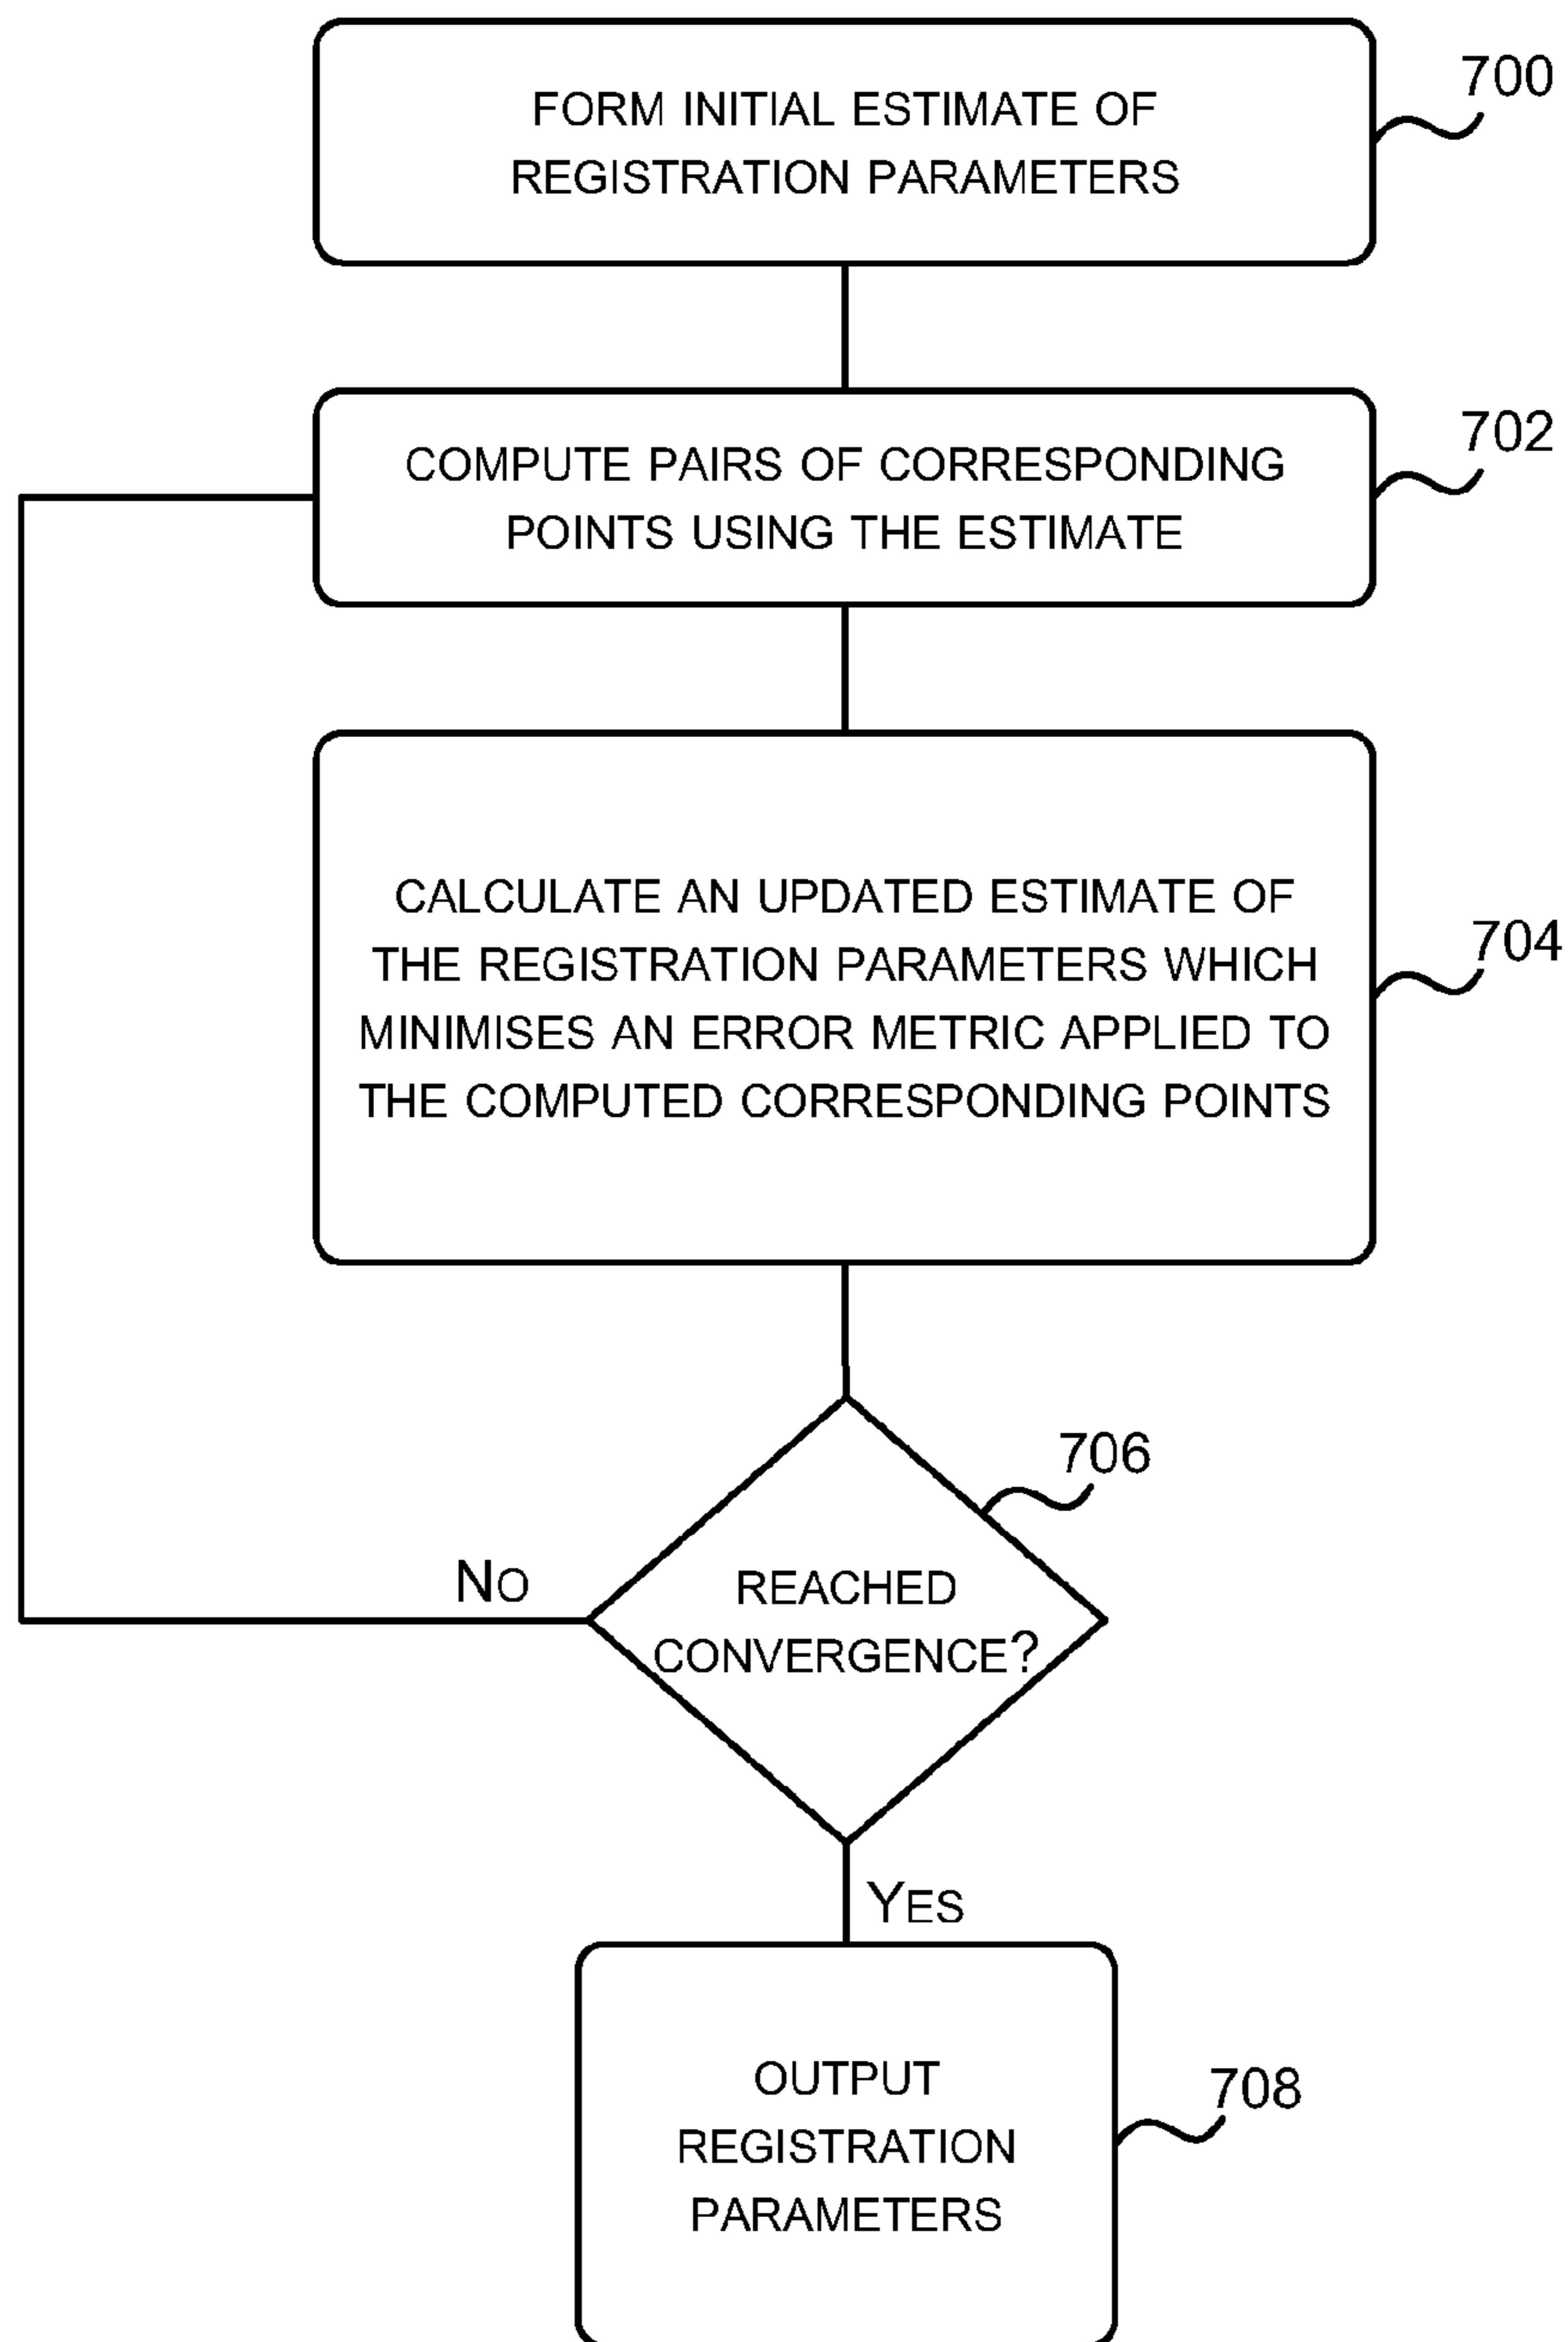 FORM INITIAL ESTIMATE OF
REGISTRATION PARAMETERS
700
COMPUTE PAIRS OF CORRESPONDING
POINTS USING THE ESTIMATE
702
CALCULATE AN UPDATED ESTIMATE OF
THE REGISTRATION PARAMETERS WHICH
MINIMISES AN ERROR METRIC APPLIED TO
THE COMPUTED CORRESPONDING POINTS
704
706
REACHED
CONVERGENCE?
NO
YES
OUTPUT
REGISTRATION
PARAMETERS
708